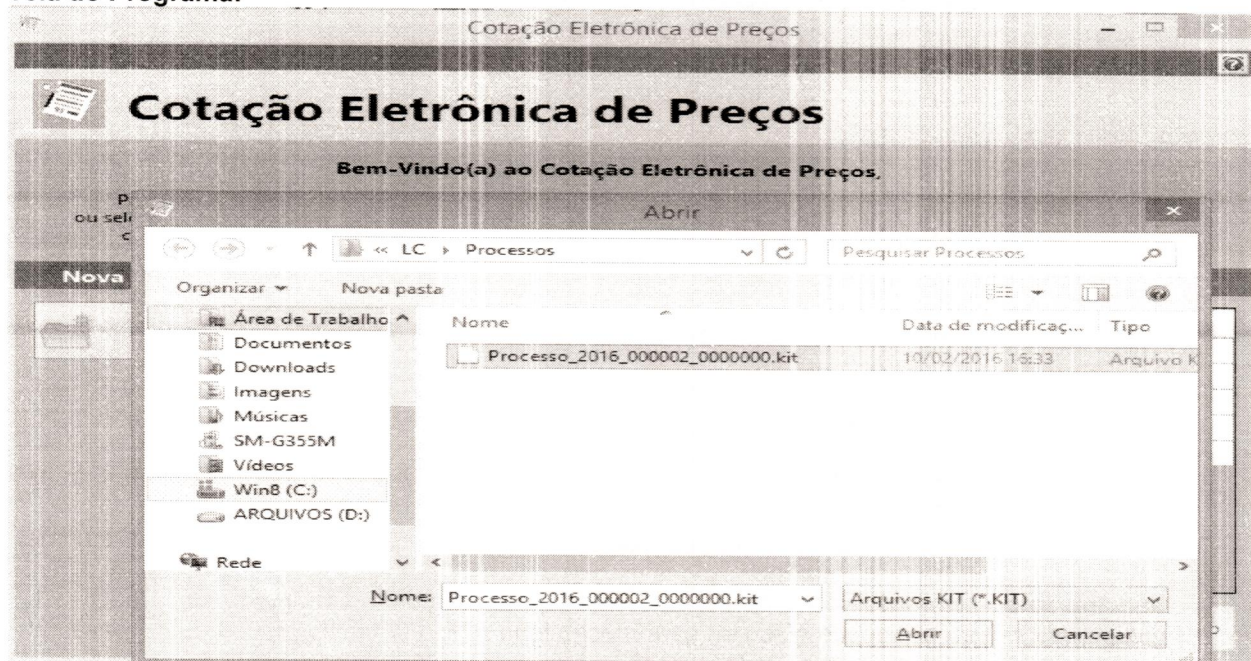 Cotação Eletrônica de Preços
Cotação Eletrônica de Preços
Bem-Vindo(a) ao Cotação Eletrônica de Preços,
ou sel
Abrir
« LC Processos
Pesquisar Processos
Nova
Organizar
Nova pasta
Nome
Data de modificaç...
Tipo
Área de Trabalho
Documentos
Downloads
Imagens
Músicas
SM-G355M
Vídeos
Win8 (C:)
ARQUIVOS (D:)
Rede
Processo_2016_000002_0000000.kit
10/02/2016 15:33
Arquivo K
Nome: Processo_2016_000002_0000000.kit
Arquivos KIT (*.KIT)
Abrir
Cancelar